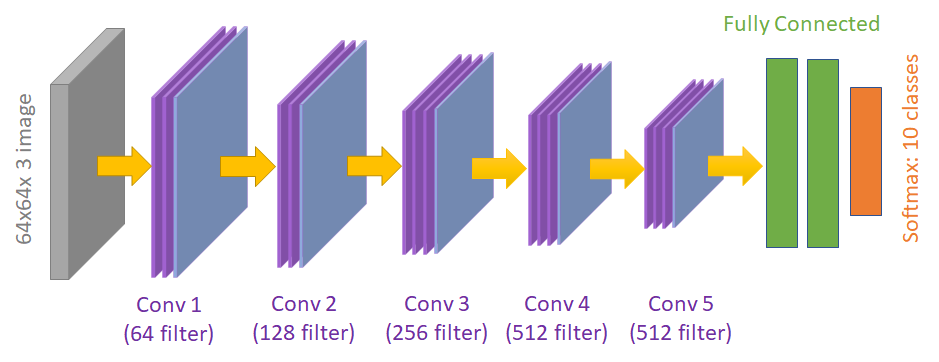 Fully Connected
64x64x 3 image
Softmax: 10 classes
Conv 1
(64 filter)
Conv 2
(128 filter)
Conv 3
(256 filter)
Conv 4
(512 filter)
Conv 5
(512 filter)